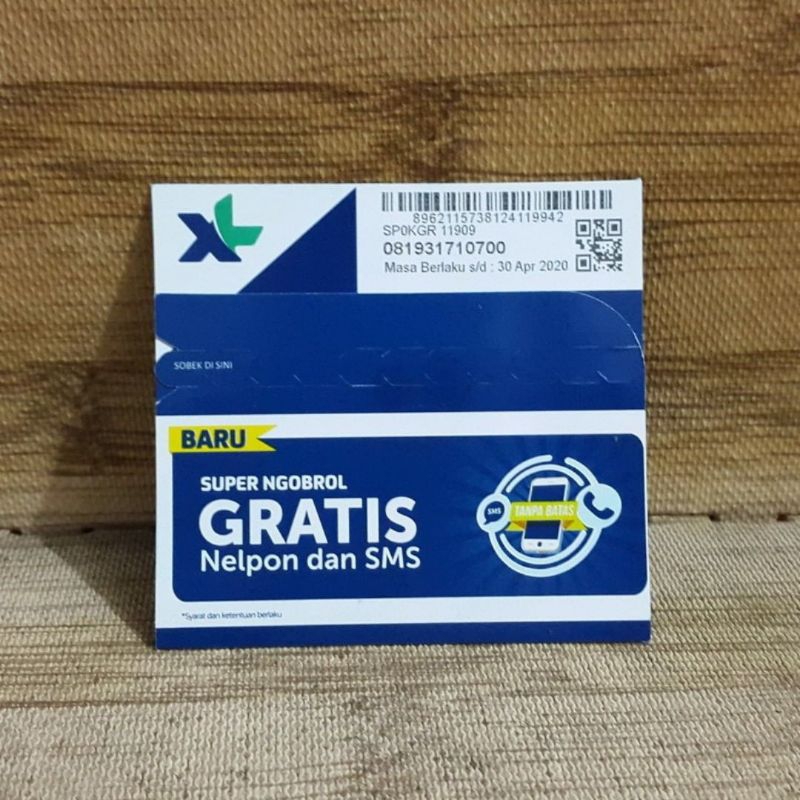 XL
8962115738124119942
SP0KGR 11909
081931710700
Masa Berlaku s/d : 30 Apr 2020
SOBEK DI SINI
BARU
SUPER NGOBROL
GRATIS
Nelpon dan SMS
SMS
TANPA BATAS
*Syarat dan ketentuan berlaku